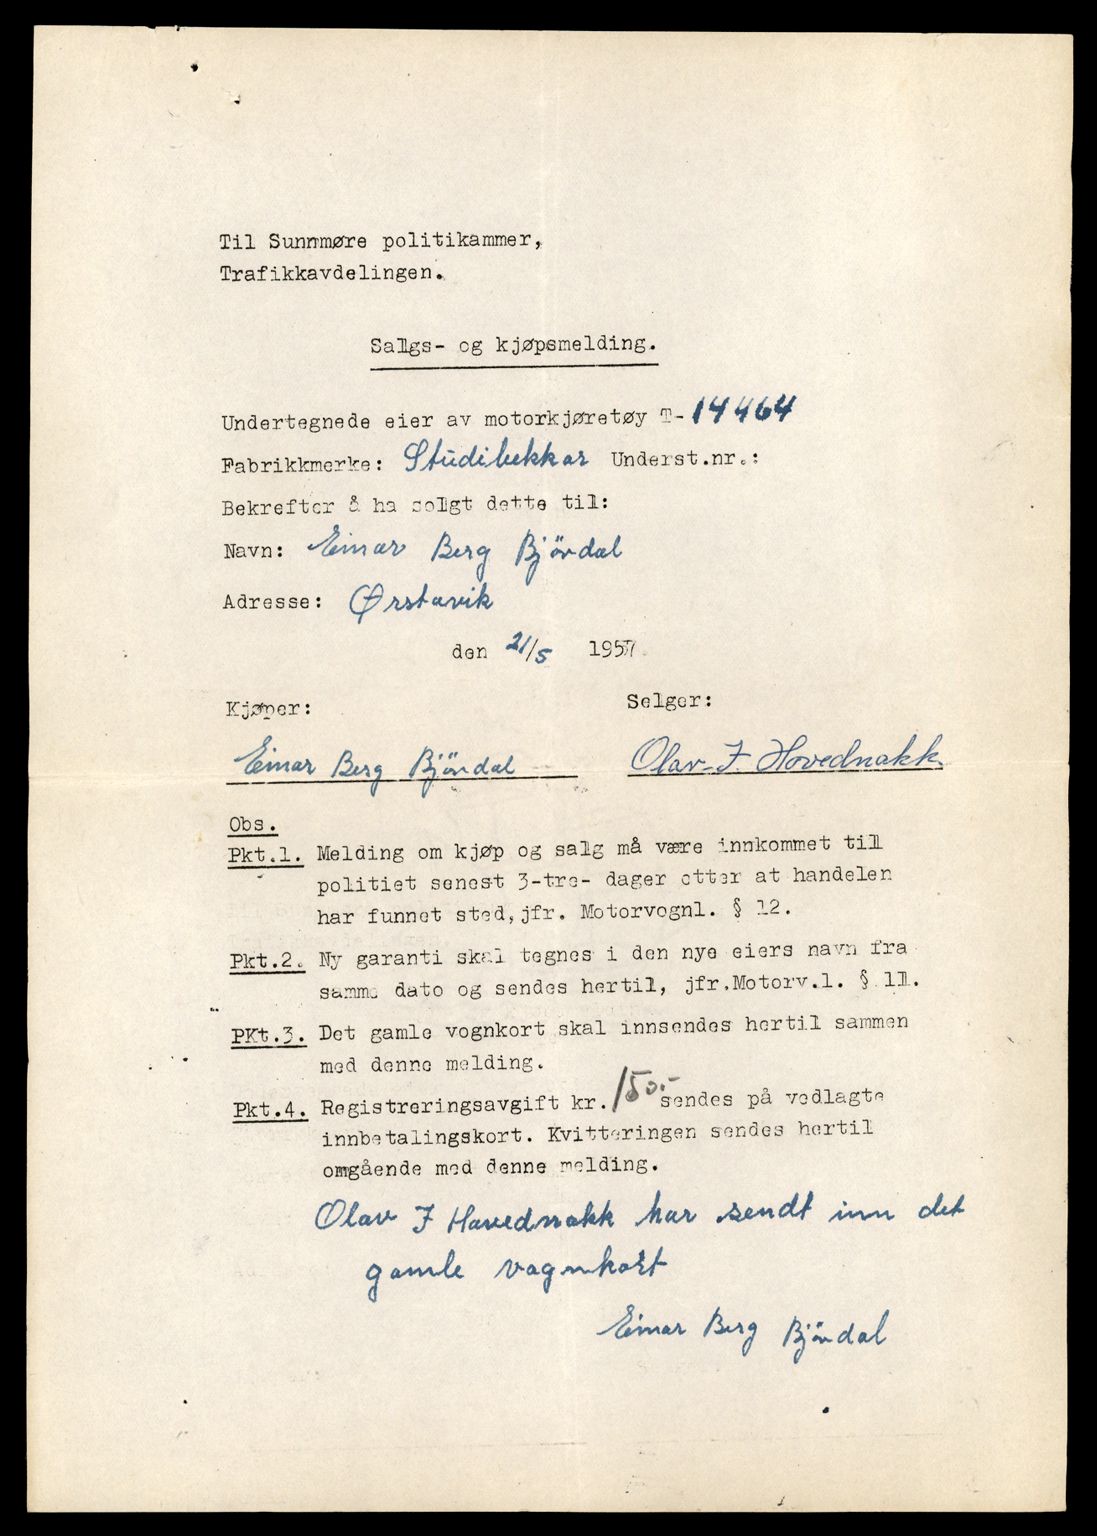 Til Sunnmøre politikammer,
Trafikkavdelingen.
Salgs- og kjøpsmelding.
Undertegnede eier av motorkjøretøy T-14464
Fabrikkmerke: Studibekkar Underst.nr.:
Bekrefter å ha solgt dette til:
Navn: Einar Berg Bjöndal
Adresse: Ørstavik
den 21/5 1957
Kjøper: Selger:
Einar Berg Bjöndal Olav J. Hovednakk
Obs.
Pkt.1. Melding om kjøp og salg må være innkommet till
politiet senest 3-tre- dager etter at handelen
har funnet sted, jfr. Motorvognl. § 12.
Pkt.2. Ny garanti skal tegnes i den nye eiers navn fra
samme dato og sendes hertil, jfr.Motorv.l. § 11.
PKt.3. Det gamle vognkort skal innsendes hertil sammen
med denne melding.
Pkt.4. Registreringsavgift kr. 150.- sendes på vedlagte
innbetalingskort. Kvitteringen sendes hertil
omgående med denne melding.
Olav J Havednakk har sendt inn det
gamle vagnkort
Einar Berg Bjöndal